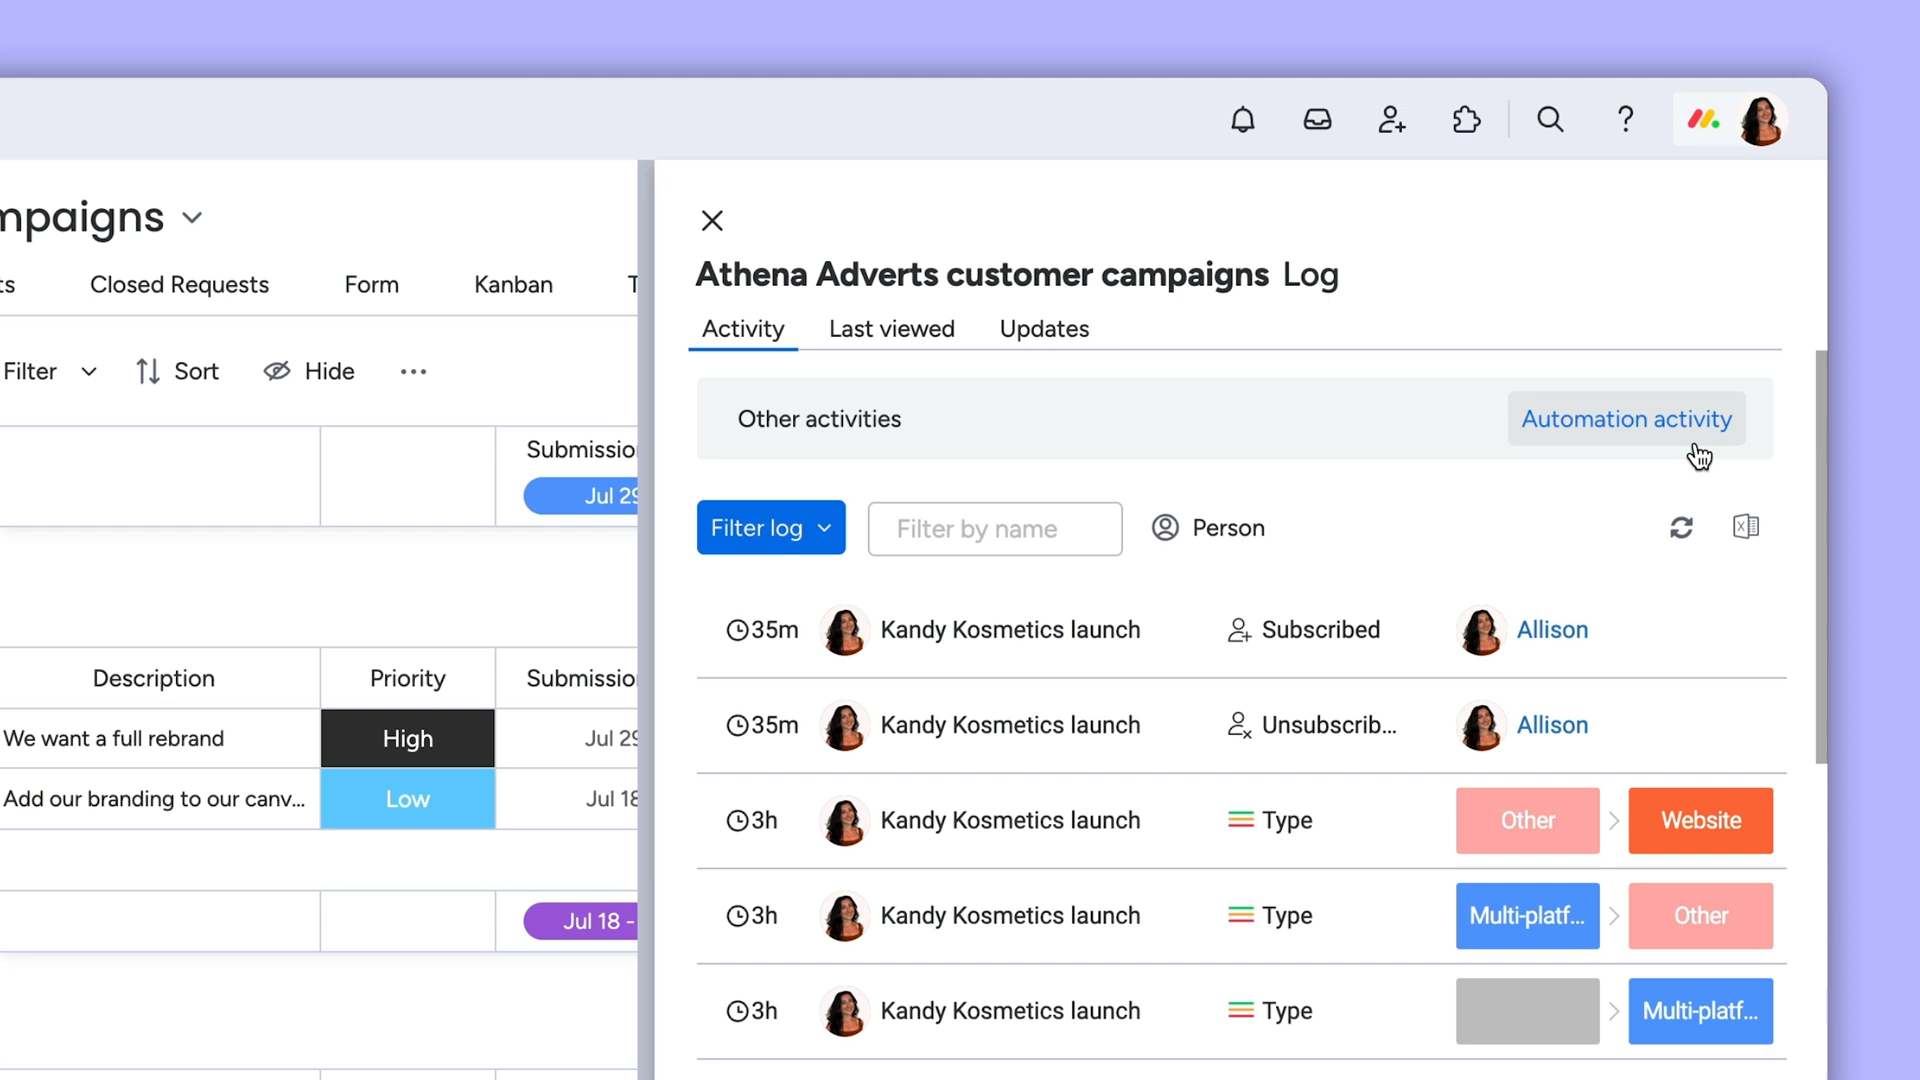 mpaigns
ts Closed Requests Form Kanban T
Filter Sort Hide ...
Submissio
Jul 29
Description Priority Submissio
We want a full rebrand High Jul 29
Add our branding to our canv... Low Jul 18
Jul 18 -
Athena Adverts customer campaigns Log
Activity Last viewed Updates
Other activities Automation activity
Filter log Filter by name Person
35m Kandy Kosmetics launch Subscribed Allison
35m Kandy Kosmetics launch Unsubscrib... Allison
3h Kandy Kosmetics launch Type Other > Website
3h Kandy Kosmetics launch Type Multi-platf... > Other
3h Kandy Kosmetics launch Type > Multi-platf...